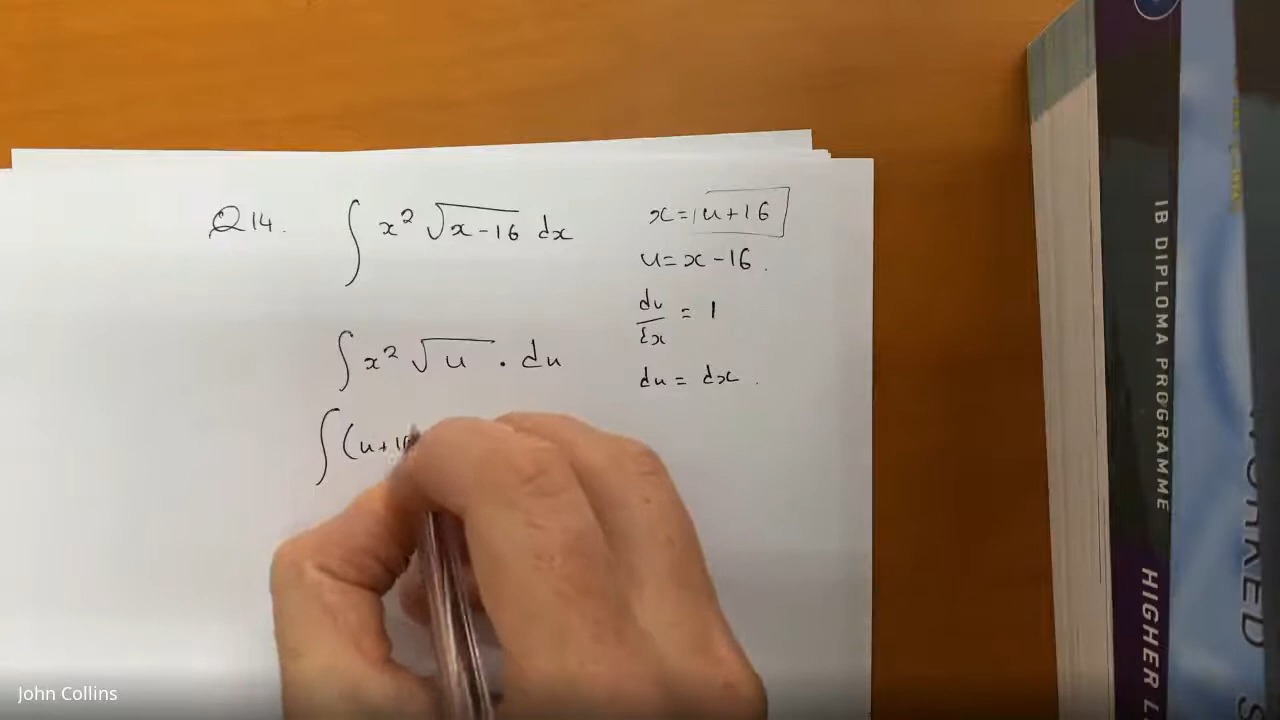 Q14. ∫ x² √(x-16) dx
x = u+16
u = x - 16.
du/dx = 1
∫ x² √u . du
du = dx.
∫ (u+16
IB DIPLOMA PROGRAMME
HIGHER L
John Collins